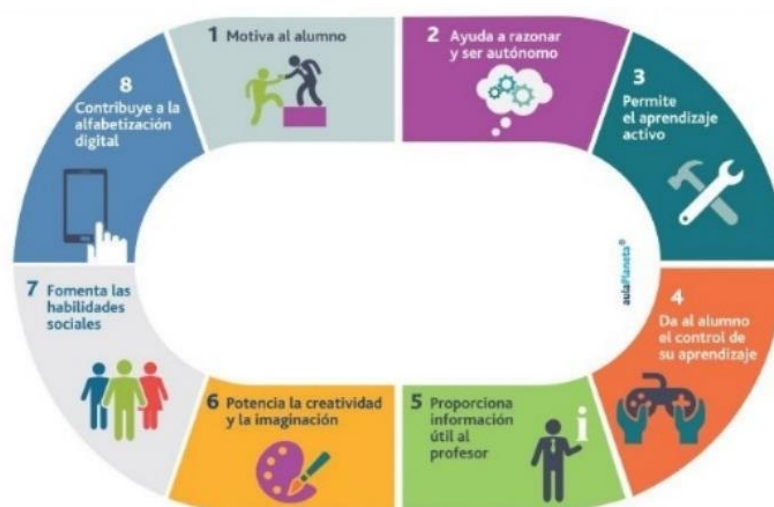 1 Motiva al alumno
2 Ayuda a razonar
y ser autónomo
3
Permite
el aprendizaje
activo
4
Da al alumno
el control de
su aprendizaje
5 Proporciona
información
útil al
profesor
6 Potencia la creatividad
y la imaginación
7 Fomenta las
habilidades
sociales
8
Contribuye a la
alfabetización
digital
aulaPlaneta®
i